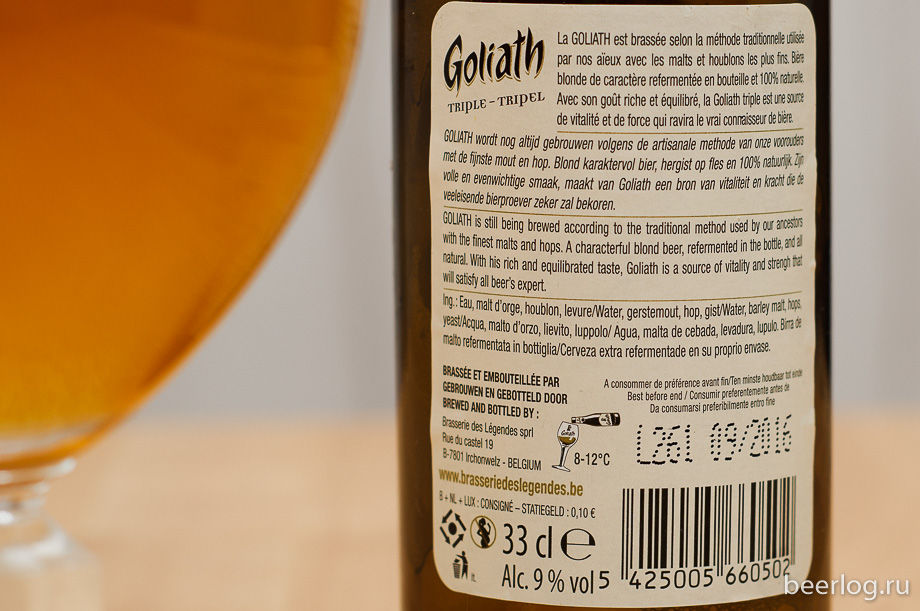 Goliath
TRIPLE – TRIPEL
La GOLIATH est brassée selon la méthode traditionnelle utilisée
par nos aïeux avec les malts et houblons les plus fins. Bière
blonde de caractère refermentée en bouteille et 100% naturelle.
Avec son goût riche et équilibré, la Goliath triple est une source
de vitalité et de force qui ravira le vrai connaisseur de bière.
GOLIATH wordt nog altijd gebrouwen volgens de artisanale methode van onze voorouders
met de fijnste mout en hop. Blond karaktervol bier, hergist op fles en 100% natuurlijk. Zijn
volle en evenwichtige smaak, maakt van Goliath een bron van vitaliteit en kracht die de
veeleisende bierproever zeker zal bekoren.
GOLIATH is still being brewed according to the traditional method used by our ancestors
with the finest malts and hops. A characterful blond beer, refermented in the bottle, and all
natural. With his rich and equilibrated taste, Goliath is a source of vitality and strengh that
will satisfy all beer's expert.
Ing.: Eau, malt d'orge, houblon, levure/Water, gerstemout, hop, gist/Water, barley malt, hops,
yeast/Acqua, malto d'orzo, lievito, luppolo/ Agua, malta de cebada, levadura, lupulo. Birra de
malto refermentata in bottiglia/Cerveza extra refermentada en su proprio envase.
BRASSÉE ET EMBOUTEILLÉE PAR
GEBROUWEN EN GEBOTTELD DOOR
BREWED AND BOTTLED BY :
Brasserie des Légendes sprl
Rue du castel 19
B-7801 Irchonwelz - BELGIUM
www.brasseriedeslegendes.be
A consommer de préférence avant fin/Ten minste houdbaar tot einde
Best before end / Consumir preferentemente antes de
Da consumarsi preferibilmente entro fine
L261 09/2016
Goliath
8-12°C
B + NL + LUX : CONSIGNÉ – STATIEGELD : 0,10 €
33 cl e
Alc. 9 % vol
It.
5 425005 660502
beerlog.ru